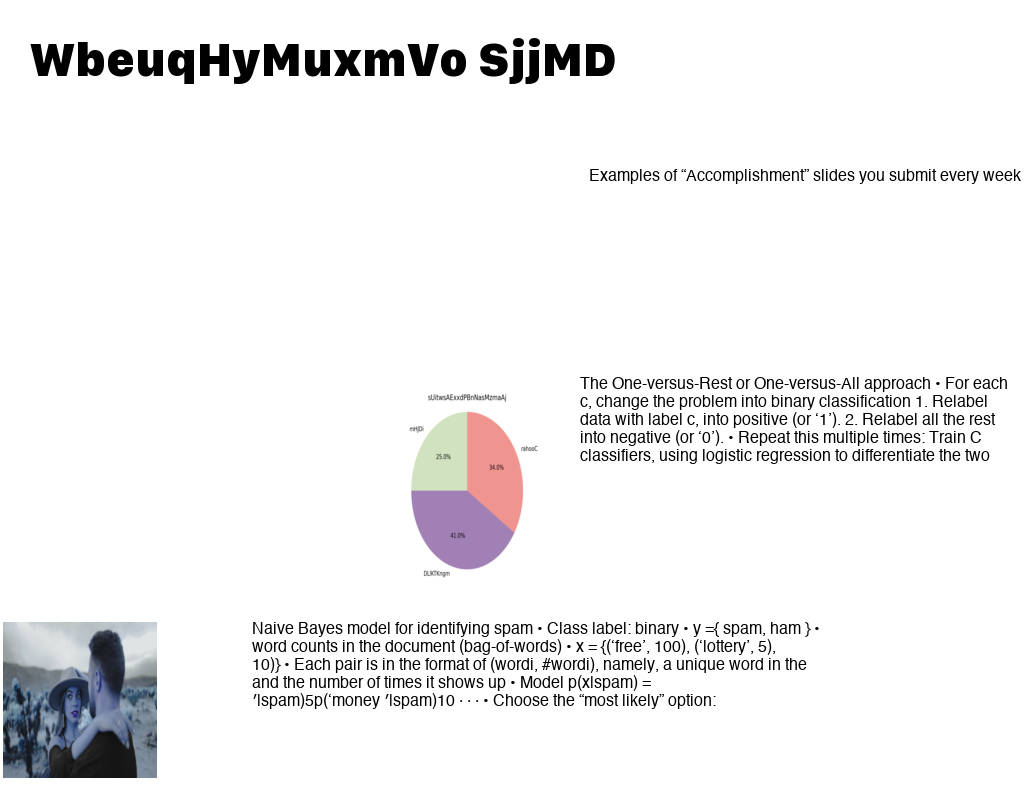 WbeuqHyMuxmVo SjjMD
Examples of “Accomplishment” slides you submit every week
The One-versus-Rest or One-versus-All approach • For each
c, change the problem into binary classification 1. Relabel
data with label c, into positive (or ‘1’). 2. Relabel all the rest
into negative (or ‘0’). • Repeat this multiple times: Train C
classifiers, using logistic regression to differentiate the two
sUitwsAExxdPBnNasMzmaAj
mHJDi
rahooC
25.0%
34.0%
41.0%
DLIKTKngm
Naive Bayes model for identifying spam • Class label: binary • y ={ spam, ham } •
word counts in the document (bag-of-words) • x = {(‘free’, 100), (‘lottery’, 5),
10)} • Each pair is in the format of (wordi, #wordi), namely, a unique word in the
and the number of times it shows up • Model p(x|spam) =
′|spam)5p(‘money ′|spam)10 · · · • Choose the “most likely” option: